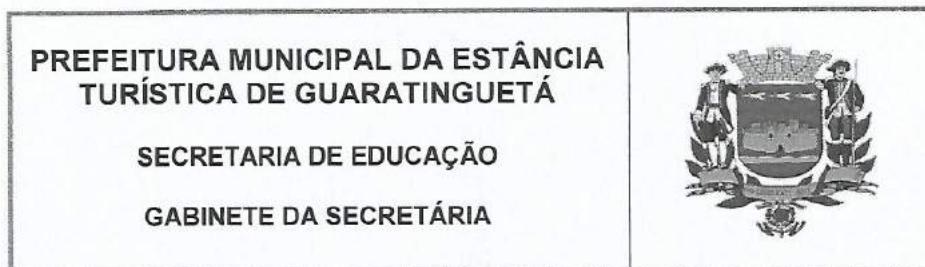 PREFEITURA MUNICIPAL DA ESTÂNCIA
TURÍSTICA DE GUARATINGUETÁ
SECRETARIA DE EDUCAÇÃO
GABINETE DA SECRETÁRIA